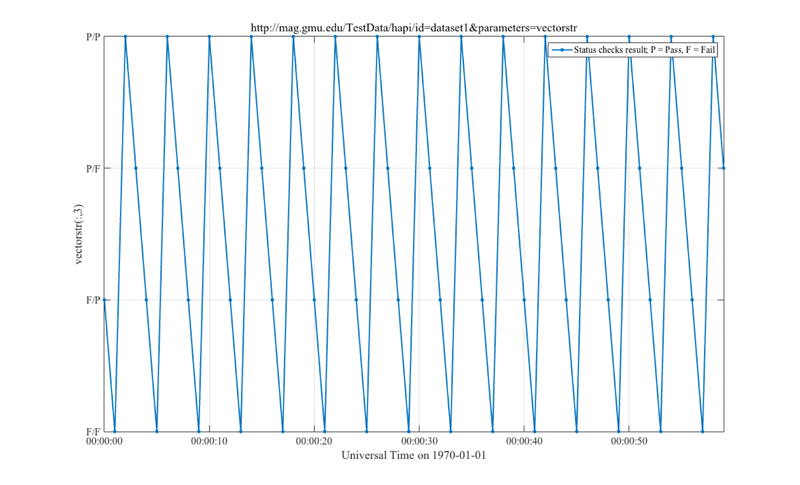 http://mag.gmu.edu/TestData/hapi/id=dataset1&parameters=vectorstr
Status checks result; P = Pass, F = Fail
P/P
P/F
F/P
F/F
vectorstr(:,3)
00:00:00
00:00:10
00:00:20
00:00:30
00:00:40
00:00:50
Universal Time on 1970-01-01